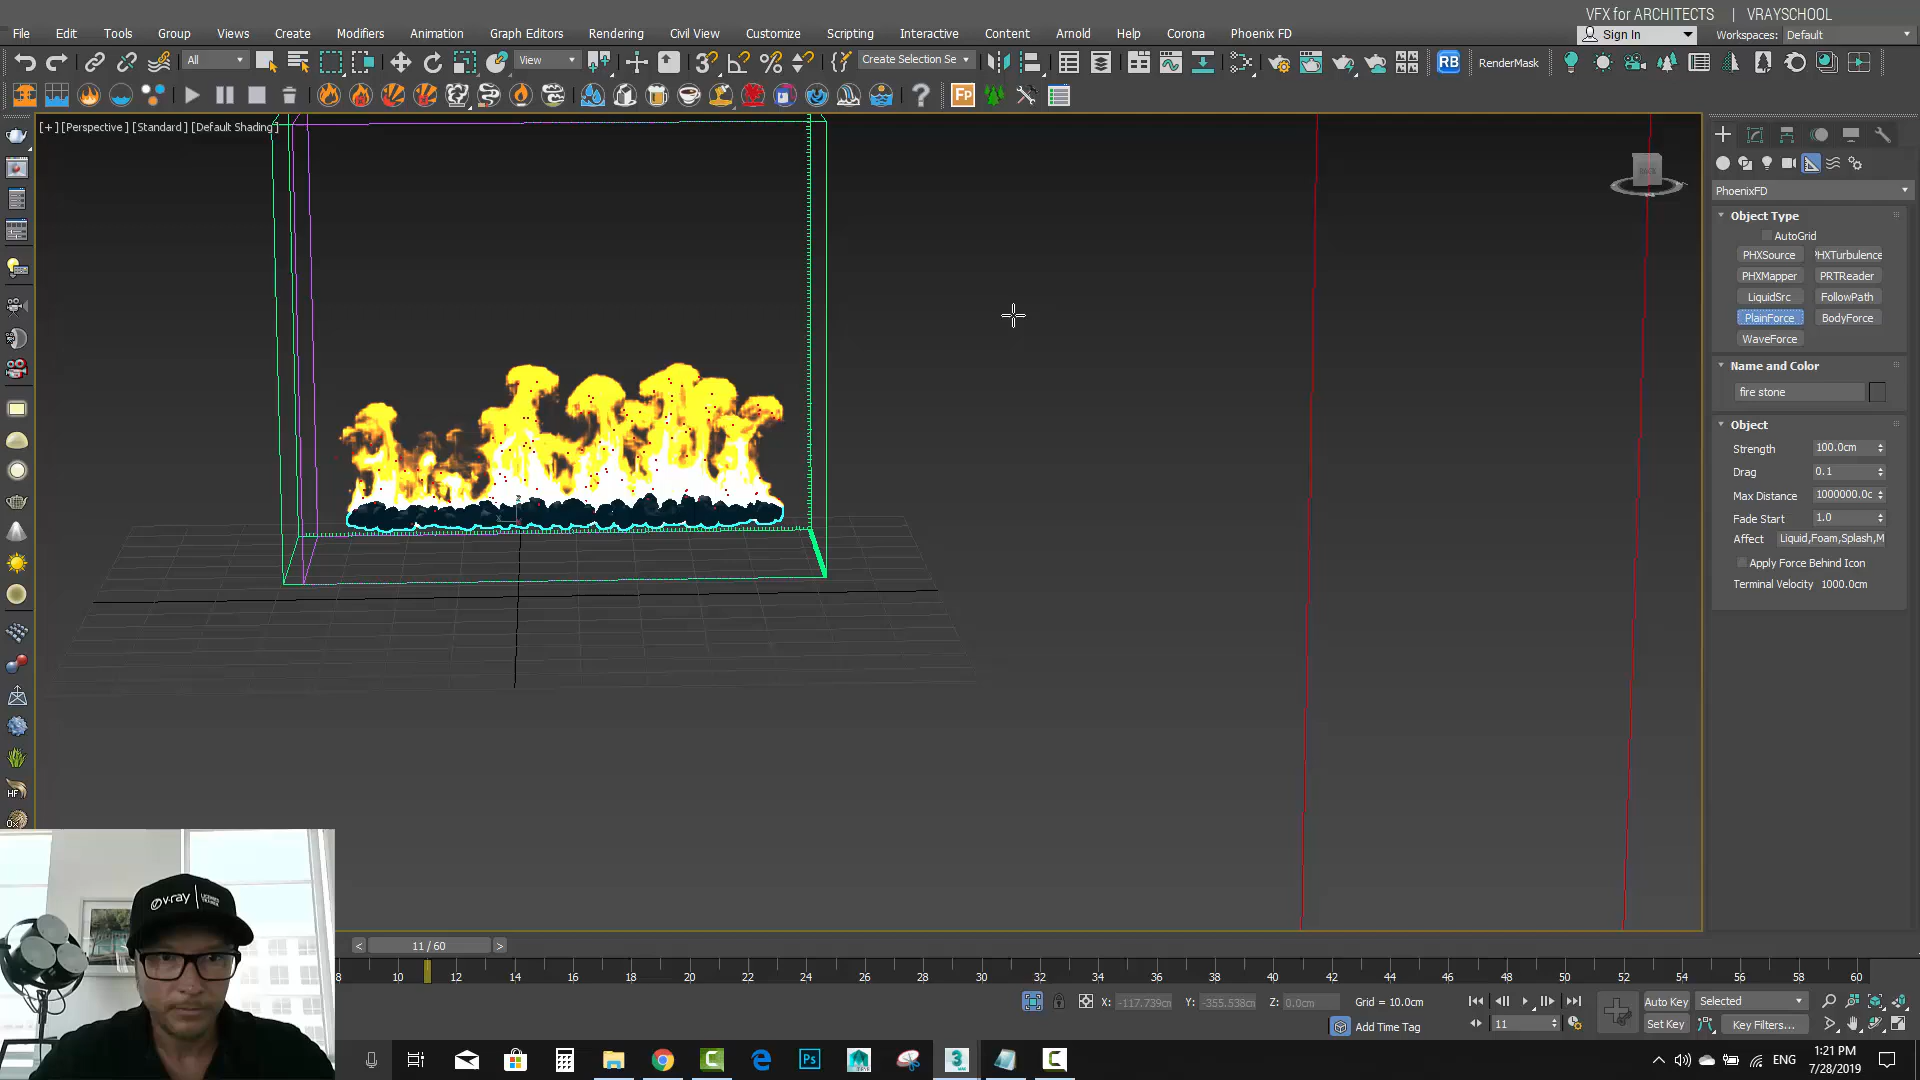 VFX for ARCHITECTS | VRAYSCHOOL
File Edit Tools Group Views Create Modifiers Animation Graph Editors Rendering Civil View Customize Scripting Interactive Content Arnold Help Corona Phoenix FD
Sign In
Workspaces: Default
All
View
Create Selection Se
RB
RenderMask
Fp
[+] [Perspective ] [Standard ] [Default Shading ]
PhoenixFD
Object Type
AutoGrid
PHXSource PHXTurbulence
PHXMapper PRTReader
LiquidSrc FollowPath
PlainForce BodyForce
WaveForce
Name and Color
fire stone
Object
Strength 100.0cm
Drag 0.1
Max Distance 1000000.0c
Fade Start 1.0
Affect Liquid,Foam,Splash,M
Apply Force Behind Icon
Terminal Velocity 1000.0cm
HF
v·ray
< 11 / 60 >
8 10 12 14 16 18 20 22 24 26 28 30 32 34 36 38 40 42 44 46 48 50 52 54 56 58 60
X: -117.739cm Y: -355.538cm Z: 0.0cm Grid = 10.0cm
Auto Key Selected
Add Time Tag
11
Set Key Key Filters...
Ps
3
ENG
1:21 PM
7/28/2019